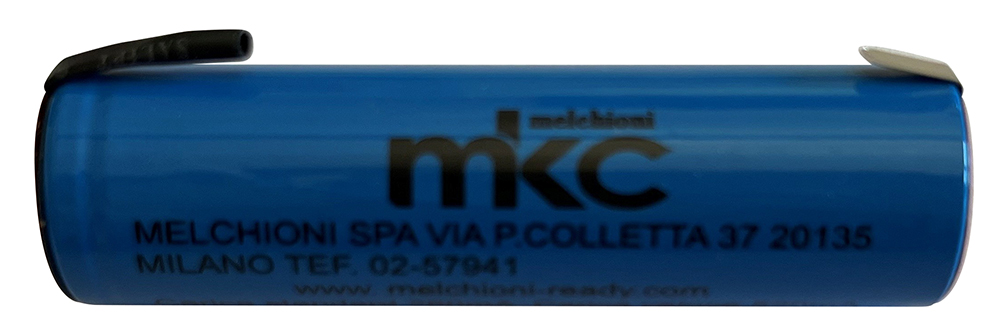 melchioni
mkc
MELCHIONI SPA VIA P.COLLETTA 37 20135
MILANO TEF. 02-57941
www. melchioni-ready.com